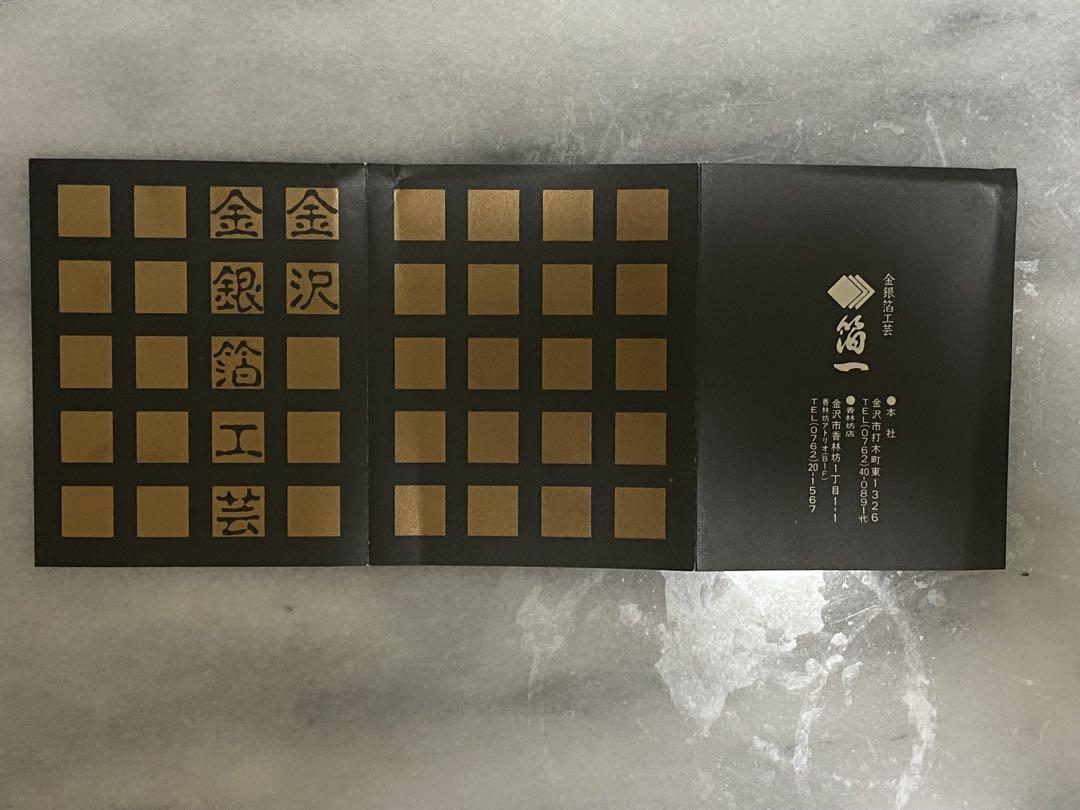 金沢
金銀箔工芸
金銀箔工芸
箔一
●本社
金沢市打木町東1326
TEL(0762)40-0891代
●香林坊店
金沢市香林坊1丁目1-1
香林坊アトリオ(B1F)
TEL(0762)20-1567